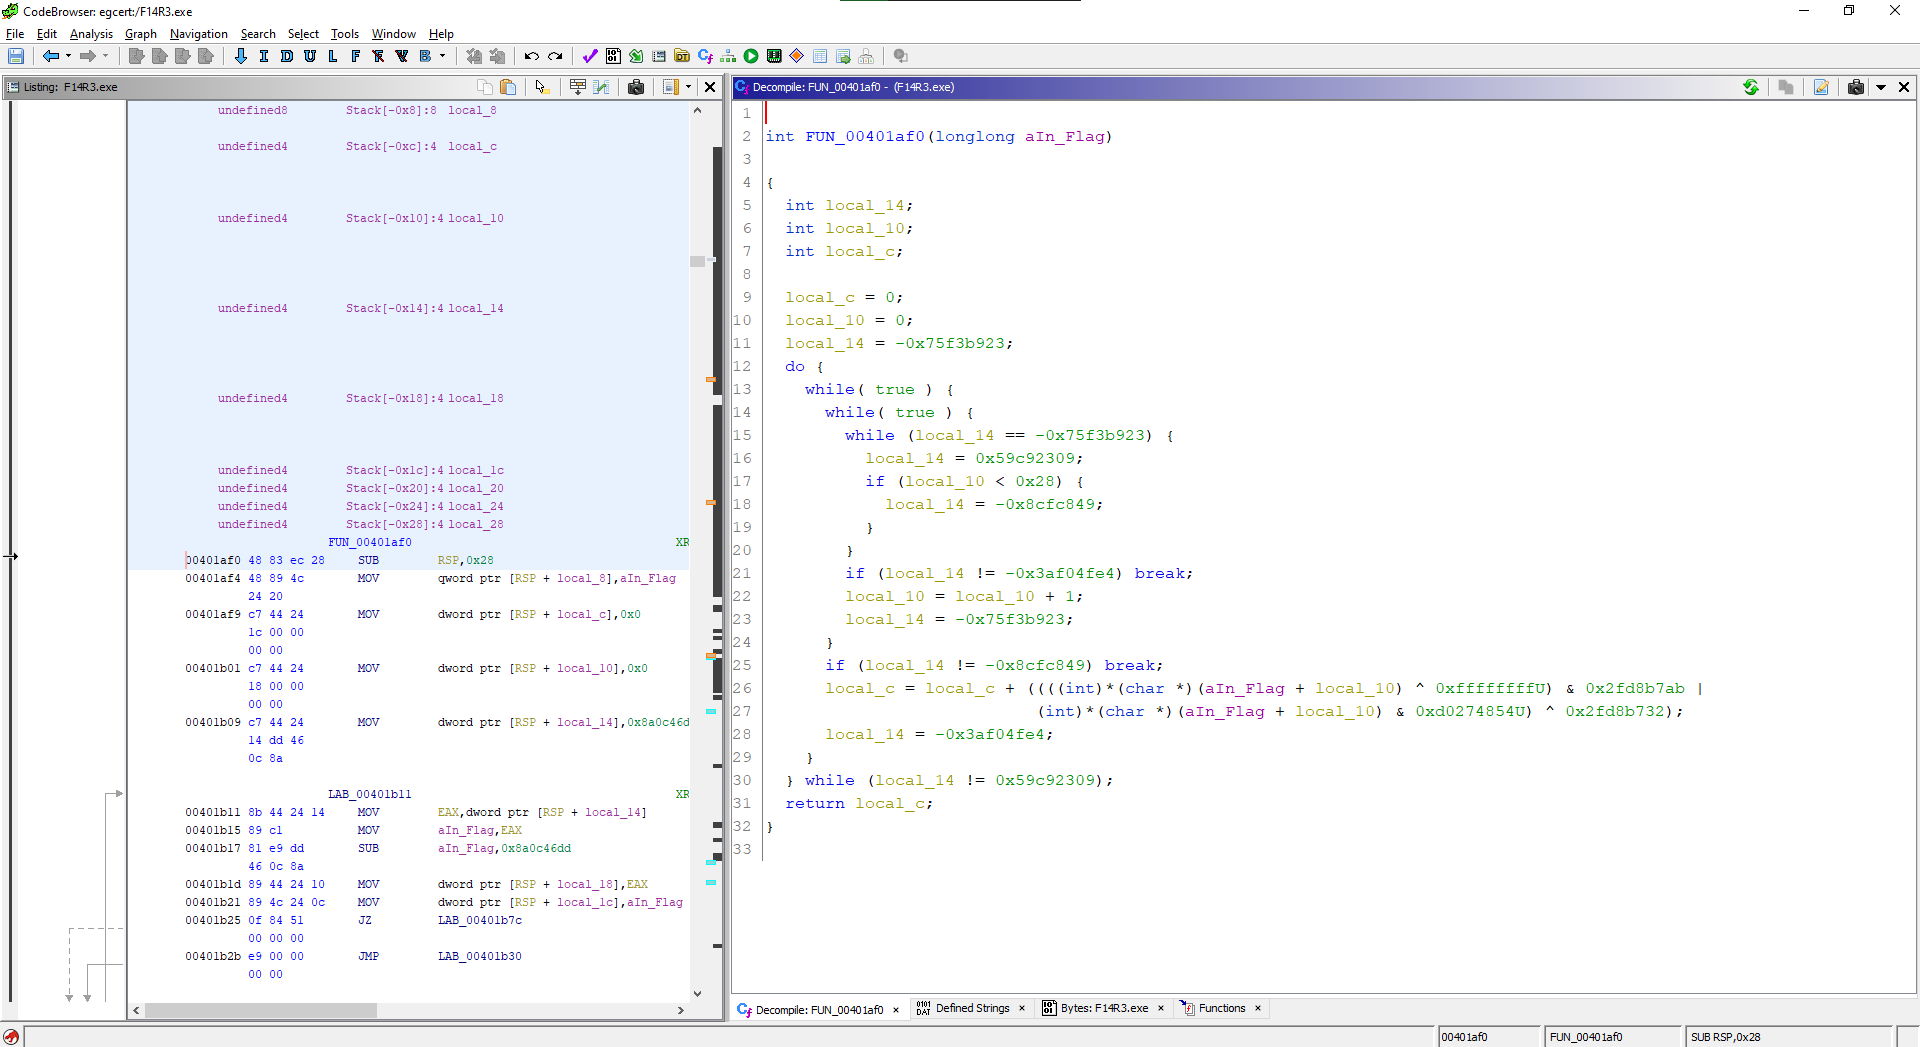 CodeBrowser: egcert:/F14R3.exe
File Edit Analysis Graph Navigation Search Select Tools Window Help
I D U L F B
Listing: F14R3.exe
undefined8 Stack[-0x8]:8 local_8
undefined4 Stack[-0xc]:4 local_c
undefined4 Stack[-0x10]:4 local_10
undefined4 Stack[-0x14]:4 local_14
undefined4 Stack[-0x18]:4 local_18
undefined4 Stack[-0x1c]:4 local_1c
undefined4 Stack[-0x20]:4 local_20
undefined4 Stack[-0x24]:4 local_24
undefined4 Stack[-0x28]:4 local_28
FUN_00401af0 XR
00401af0 48 83 ec 28 SUB RSP,0x28
00401af4 48 89 4c MOV qword ptr [RSP + local_8],aIn_Flag
24 20
00401af9 c7 44 24 MOV dword ptr [RSP + local_c],0x0
1c 00 00
00 00
00401b01 c7 44 24 MOV dword ptr [RSP + local_10],0x0
18 00 00
00 00
00401b09 c7 44 24 MOV dword ptr [RSP + local_14],0x8a0c46d
14 dd 46
0c 8a
LAB_00401b11 XR
00401b11 8b 44 24 14 MOV EAX,dword ptr [RSP + local_14]
00401b15 89 c1 MOV aIn_Flag,EAX
00401b17 81 e9 dd SUB aIn_Flag,0x8a0c46dd
46 0c 8a
00401b1d 89 44 24 10 MOV dword ptr [RSP + local_18],EAX
00401b21 89 4c 24 0c MOV dword ptr [RSP + local_1c],aIn_Flag
00401b25 0f 84 51 JZ LAB_00401b7c
00 00 00
00401b2b e9 00 00 JMP LAB_00401b30
00 00
Decompile: FUN_00401af0 - (F14R3.exe)
1
2 int FUN_00401af0(longlong aIn_Flag)
3
4 {
5 int local_14;
6 int local_10;
7 int local_c;
8
9 local_c = 0;
10 local_10 = 0;
11 local_14 = -0x75f3b923;
12 do {
13 while( true ) {
14 while( true ) {
15 while (local_14 == -0x75f3b923) {
16 local_14 = 0x59c92309;
17 if (local_10 < 0x28) {
18 local_14 = -0x8cfc849;
19 }
20 }
21 if (local_14 != -0x3af04fe4) break;
22 local_10 = local_10 + 1;
23 local_14 = -0x75f3b923;
24 }
25 if (local_14 != -0x8cfc849) break;
26 local_c = local_c + ((((int)*(char *)(aIn_Flag + local_10) ^ 0xffffffffU) & 0x2fd8b7ab |
27 (int)*(char *)(aIn_Flag + local_10) & 0xd0274854U) ^ 0x2fd8b732);
28 local_14 = -0x3af04fe4;
29 }
30 } while (local_14 != 0x59c92309);
31 return local_c;
32 }
33
Decompile: FUN_00401af0 × Defined Strings × Bytes: F14R3.exe × Functions ×
00401af0 FUN_00401af0 SUB RSP,0x28